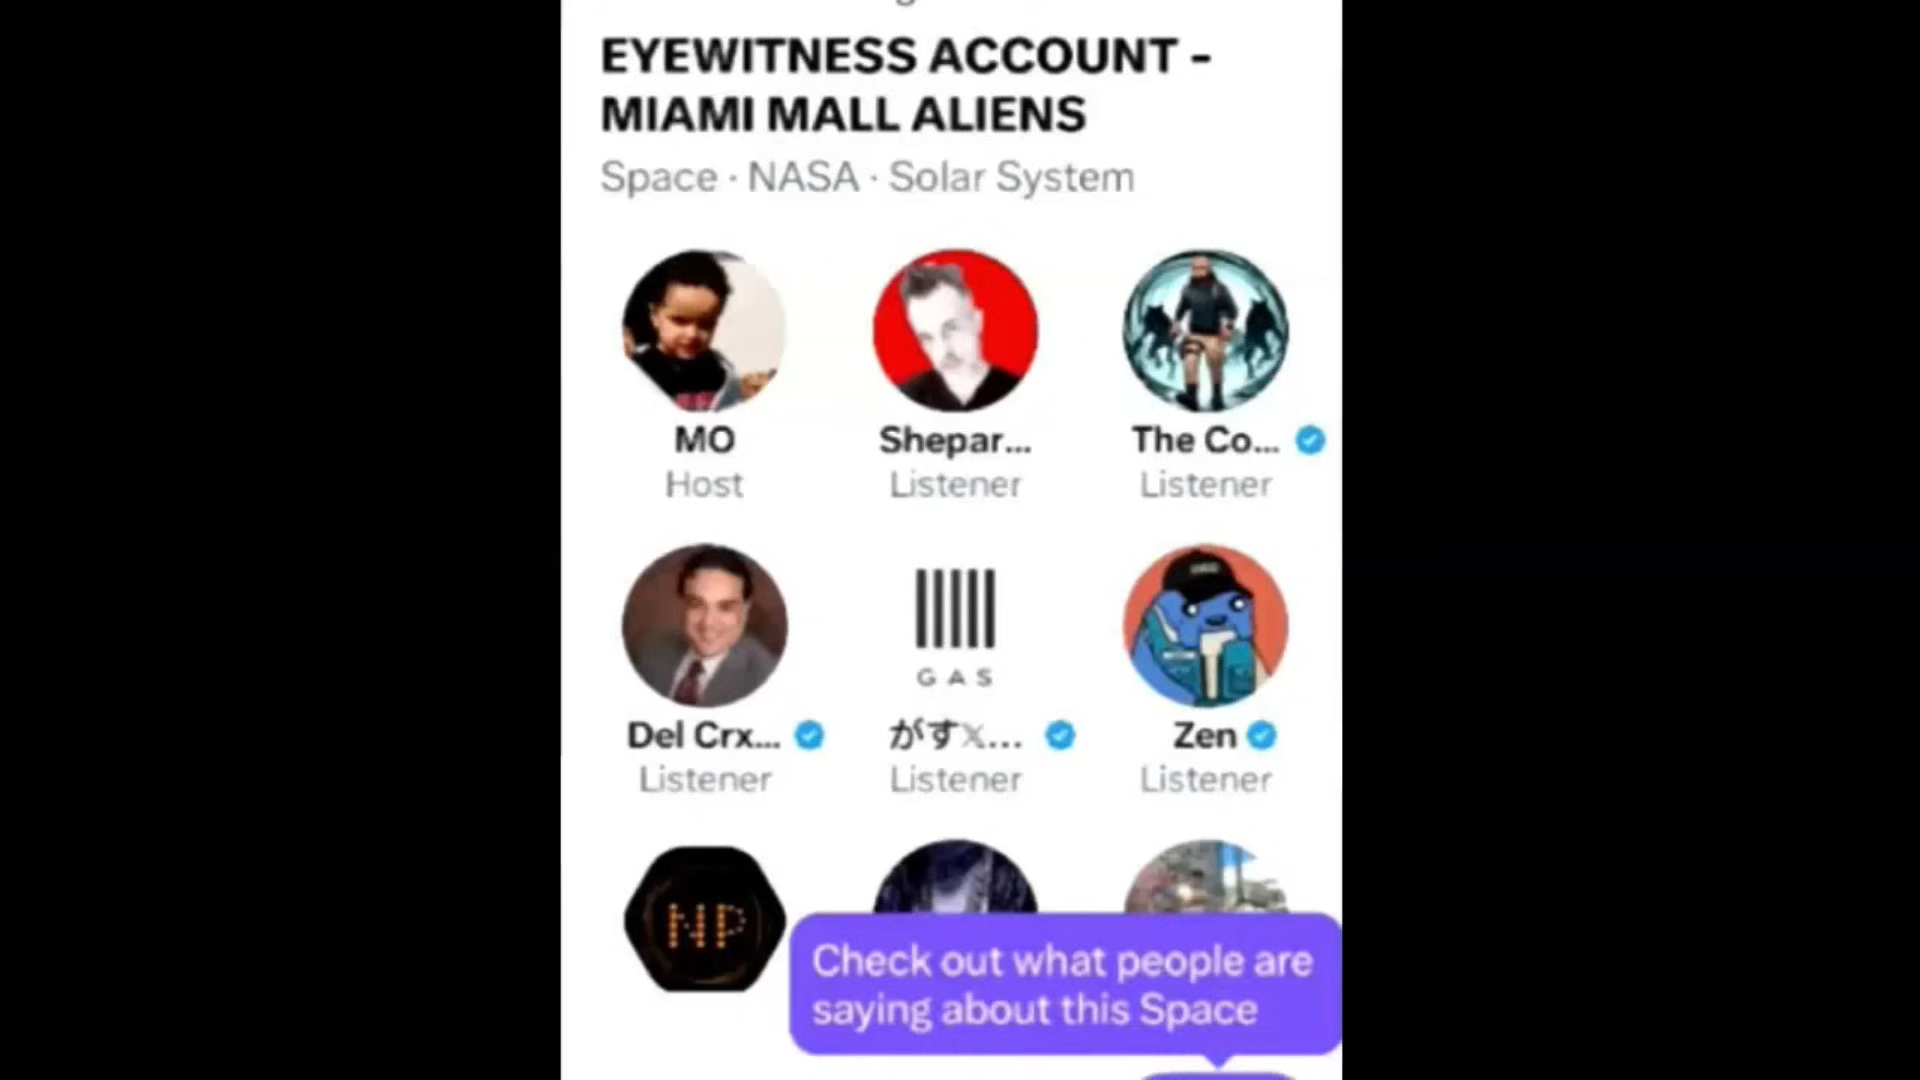 EYEWITNESS ACCOUNT -
MIAMI MALL ALIENS
Space · NASA · Solar System
MO
Host
Shepar...
Listener
The Co...
Listener
Del Crx...
Listener
GAS
がす𝕏...
Listener
Zen
Listener
NP
Check out what people are
saying about this Space